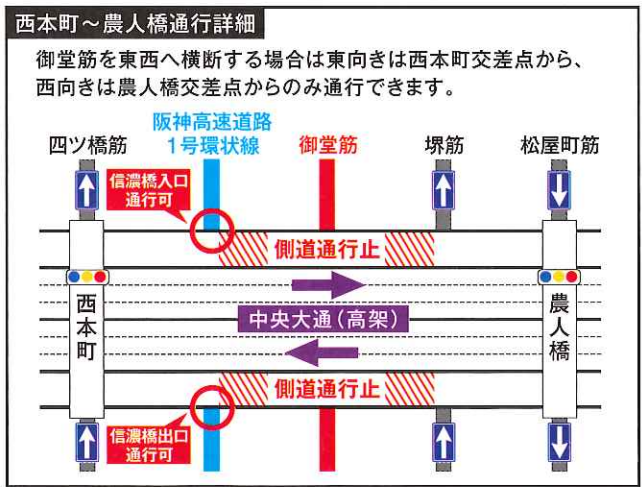 西本町～農人橋通行詳細
御堂筋を東西へ横断する場合は東向きは西本町交差点から、
西向きは農人橋交差点からのみ通行できます。
四ツ橋筋
阪神高速道路
1号環状線
御堂筋
堺筋
松屋町筋
信濃橋入口
通行可
側道通行止
西本町
中央大通（高架）
農人橋
側道通行止
信濃橋出口
通行可